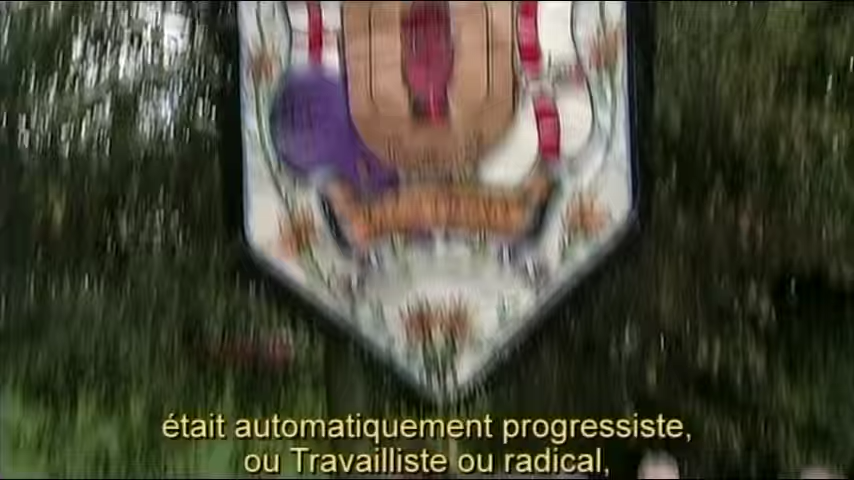 était automatiquement progressiste,
ou Travailliste ou radical,